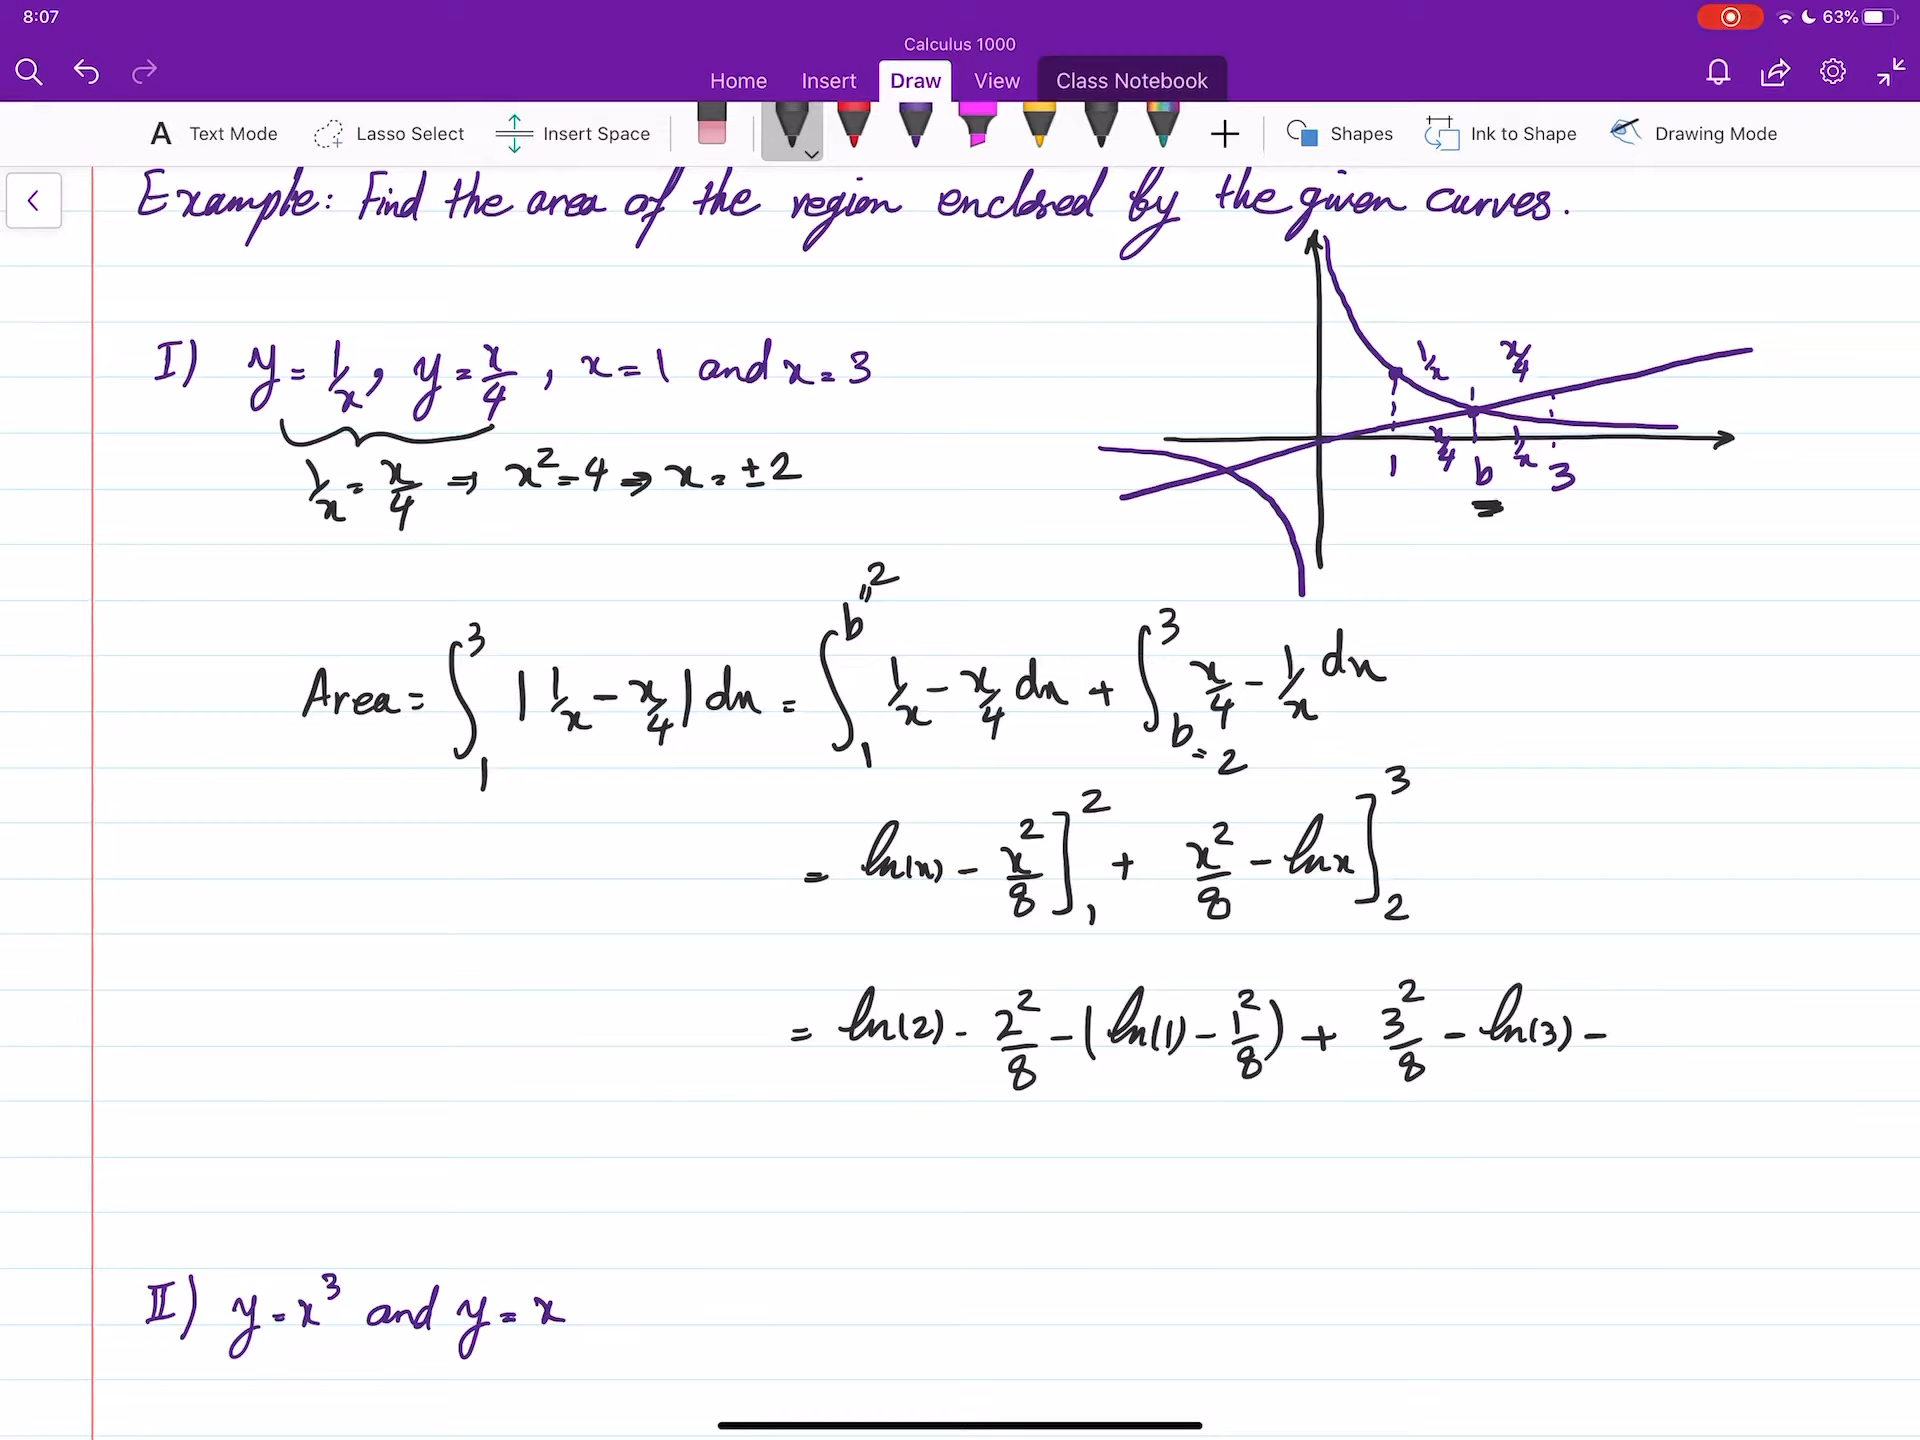 8:07
63%
Calculus 1000
Home Insert Draw View Class Notebook
A Text Mode Lasso Select Insert Space Shapes Ink to Shape Drawing Mode
Example: Find the area of the region enclosed by the given curves.
I) y = 1/x, y = x/4, x = 1 and x = 3
1/x = x/4 ⇒ x² = 4 ⇒ x = ±2
1/x x/4
x/4 1/x
1 b 3
=
Area = ∫₁³ |1/x - x/4| dx = ∫₁^(b"2) 1/x - x/4 dx + ∫_(b=2)³ x/4 - 1/x dx
= ln(x) - x²/8 ]₁² + x²/8 - ln x ]₂³
= ln(2) - 2²/8 - (ln(1) - 1²/8) + 3²/8 - ln(3) -
II) y = x³ and y = x